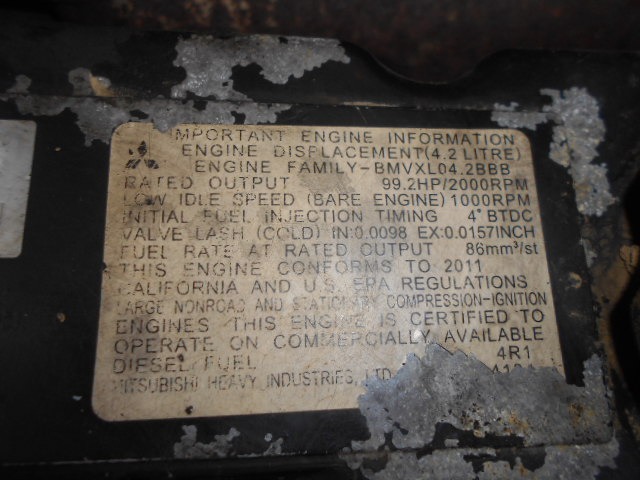 IMPORTANT ENGINE INFORMATION
ENGINE DISPLACEMENT(4.2 LITRE)
ENGINE FAMILY-BMVXL04.2BBB
RATED OUTPUT 99.2HP/2000RPM
LOW IDLE SPEED (BARE ENGINE) 1000RPM
INITIAL FUEL INJECTION TIMING 4° BTDC
VALVE LASH (COLD) IN:0.0098 EX:0.0157INCH
FUEL RATE AT RATED OUTPUT 86mm³/st
THIS ENGINE CONFORMS TO 2011
CALIFORNIA AND U.S. EPA REGULATIONS
LARGE NONROAD AND STATIONARY COMPRESSION-IGNITION
ENGINES. THIS ENGINE IS CERTIFIED TO
OPERATE ON COMMERCIALLY AVAILABLE
DIESEL FUEL 4R1
MITSUBISHI HEAVY INDUSTRIES, LTD